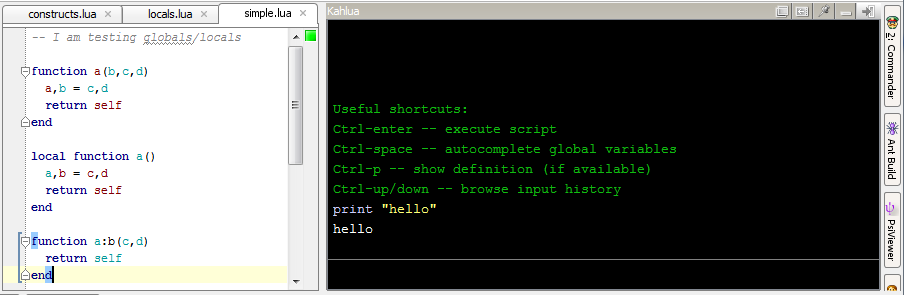 constructs.lua
locals.lua
simple.lua
-- I am testing globals/locals
function a(b,c,d)
  a,b = c,d
  return self
end
local function a()
  a,b = c,d
  return self
end
function a:b(c,d)
  return self
end
Kahlua
Useful shortcuts:
Ctrl-enter -- execute script
Ctrl-space -- autocomplete global variables
Ctrl-p -- show definition (if available)
Ctrl-up/down -- browse input history
print "hello"
hello
2: Commander
Ant Build
PsiViewer